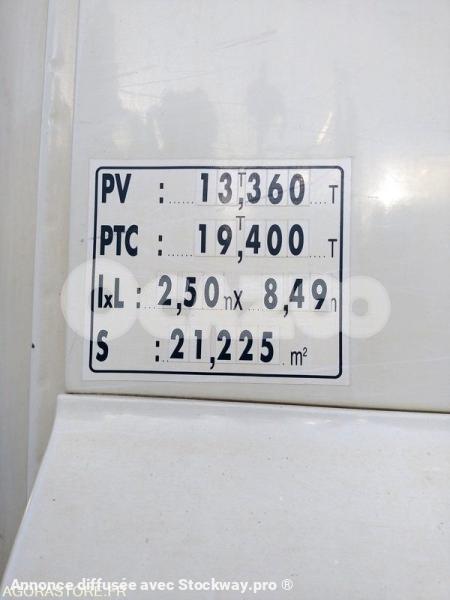 PV : 13,360 T
T
PTC : 19,400 T
T
lxL : 2,50 m x 8,49 m
S : 21,225 m²
Annonce diffusée avec Stockway.pro ®
AGORASTORE.FR